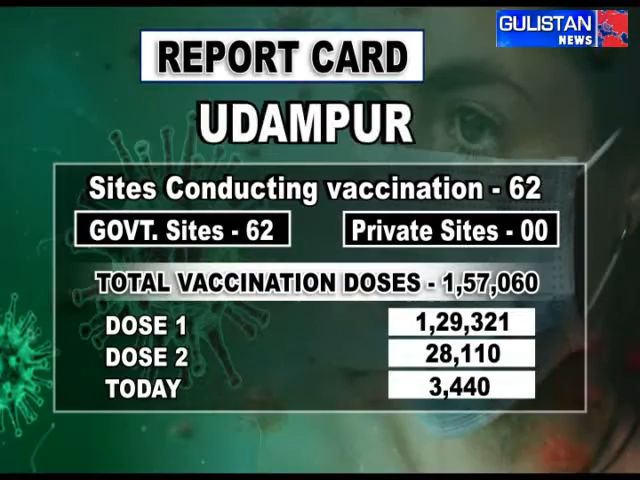 GULISTAN
NEWS
REPORT CARD
UDAMPUR
Sites Conducting vaccination - 62
GOVT. Sites - 62 Private Sites - 00
TOTAL VACCINATION DOSES - 1,57,060
DOSE 1 1,29,321
DOSE 2 28,110
TODAY 3,440